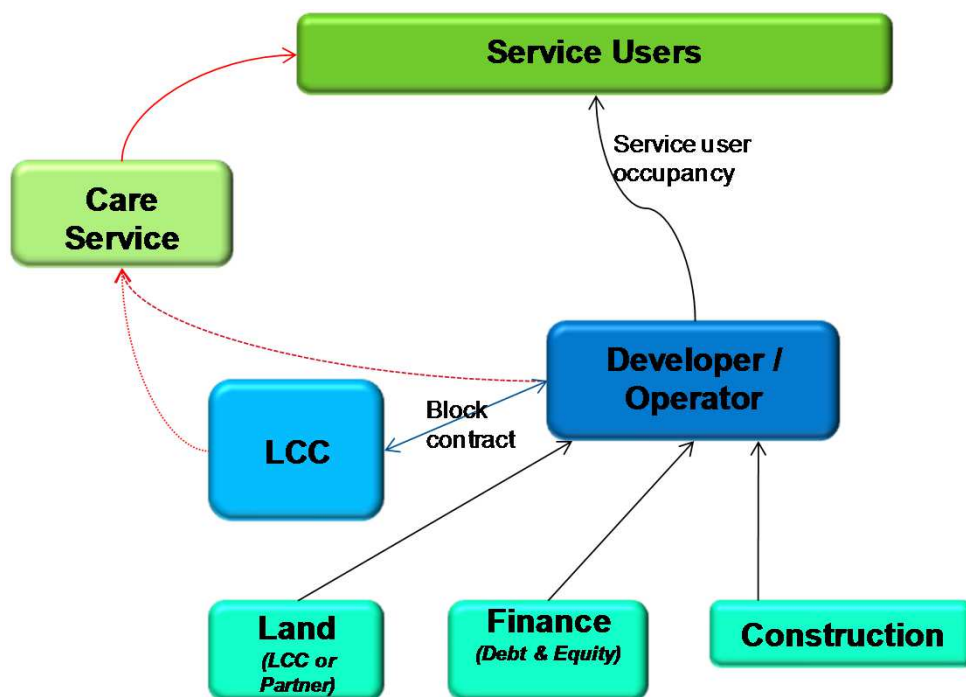 Service Users
Service user
occupancy
Care
Service
Developer /
Operator
Block
contract
LCC
Land
(LCC or
Partner)
Finance
(Debt & Equity)
Construction